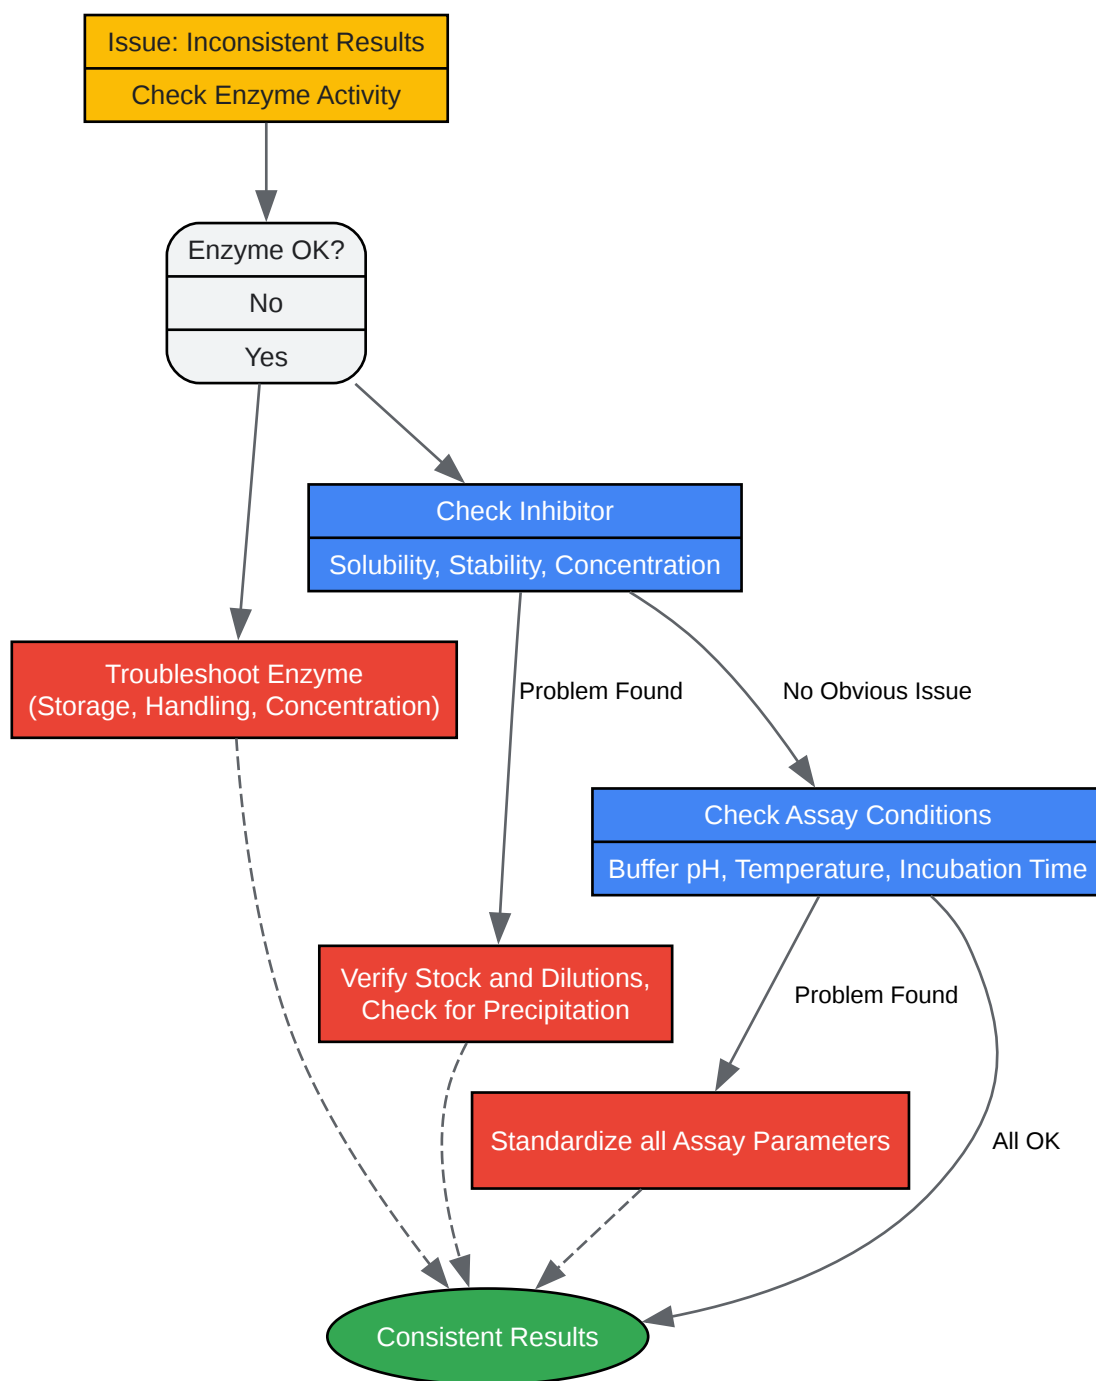 Issue: Inconsistent Results
Check Enzyme Activity
Enzyme OK?
No
Yes
Check Inhibitor
Solubility, Stability, Concentration
Troubleshoot Enzyme
(Storage, Handling, Concentration)
Problem Found
No Obvious Issue
Check Assay Conditions
Buffer pH, Temperature, Incubation Time
Verify Stock and Dilutions,
Check for Precipitation
Problem Found
Standardize all Assay Parameters
All OK
Consistent Results